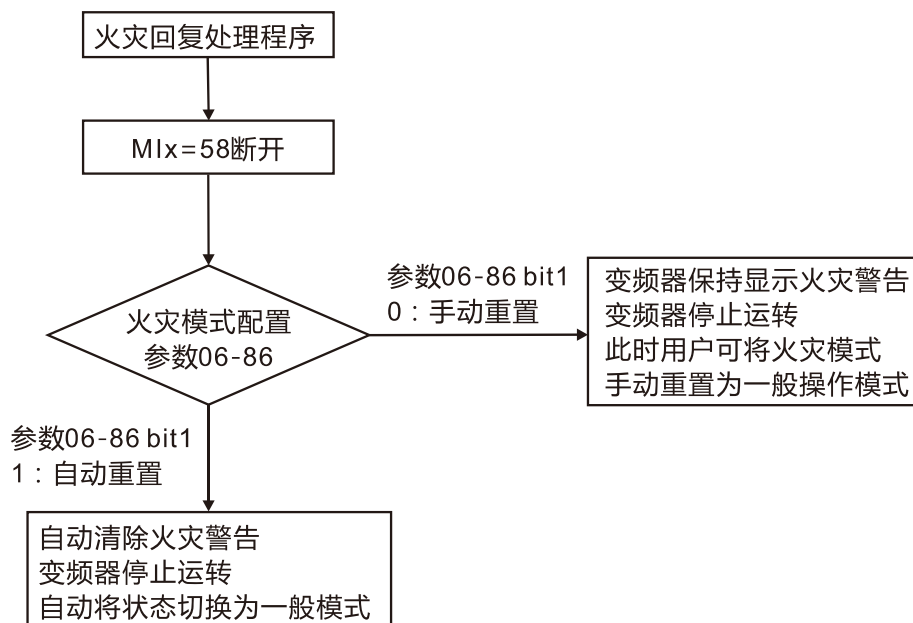 火灾回复处理程序
MIx=58断开
火灾模式配置
参数06-86
参数06-86 bit1
0：手动重置
变频器保持显示火灾警告
变频器停止运转
此时用户可将火灾模式
手动重置为一般操作模式
参数06-86 bit1
1：自动重置
自动清除火灾警告
变频器停止运转
自动将状态切换为一般模式